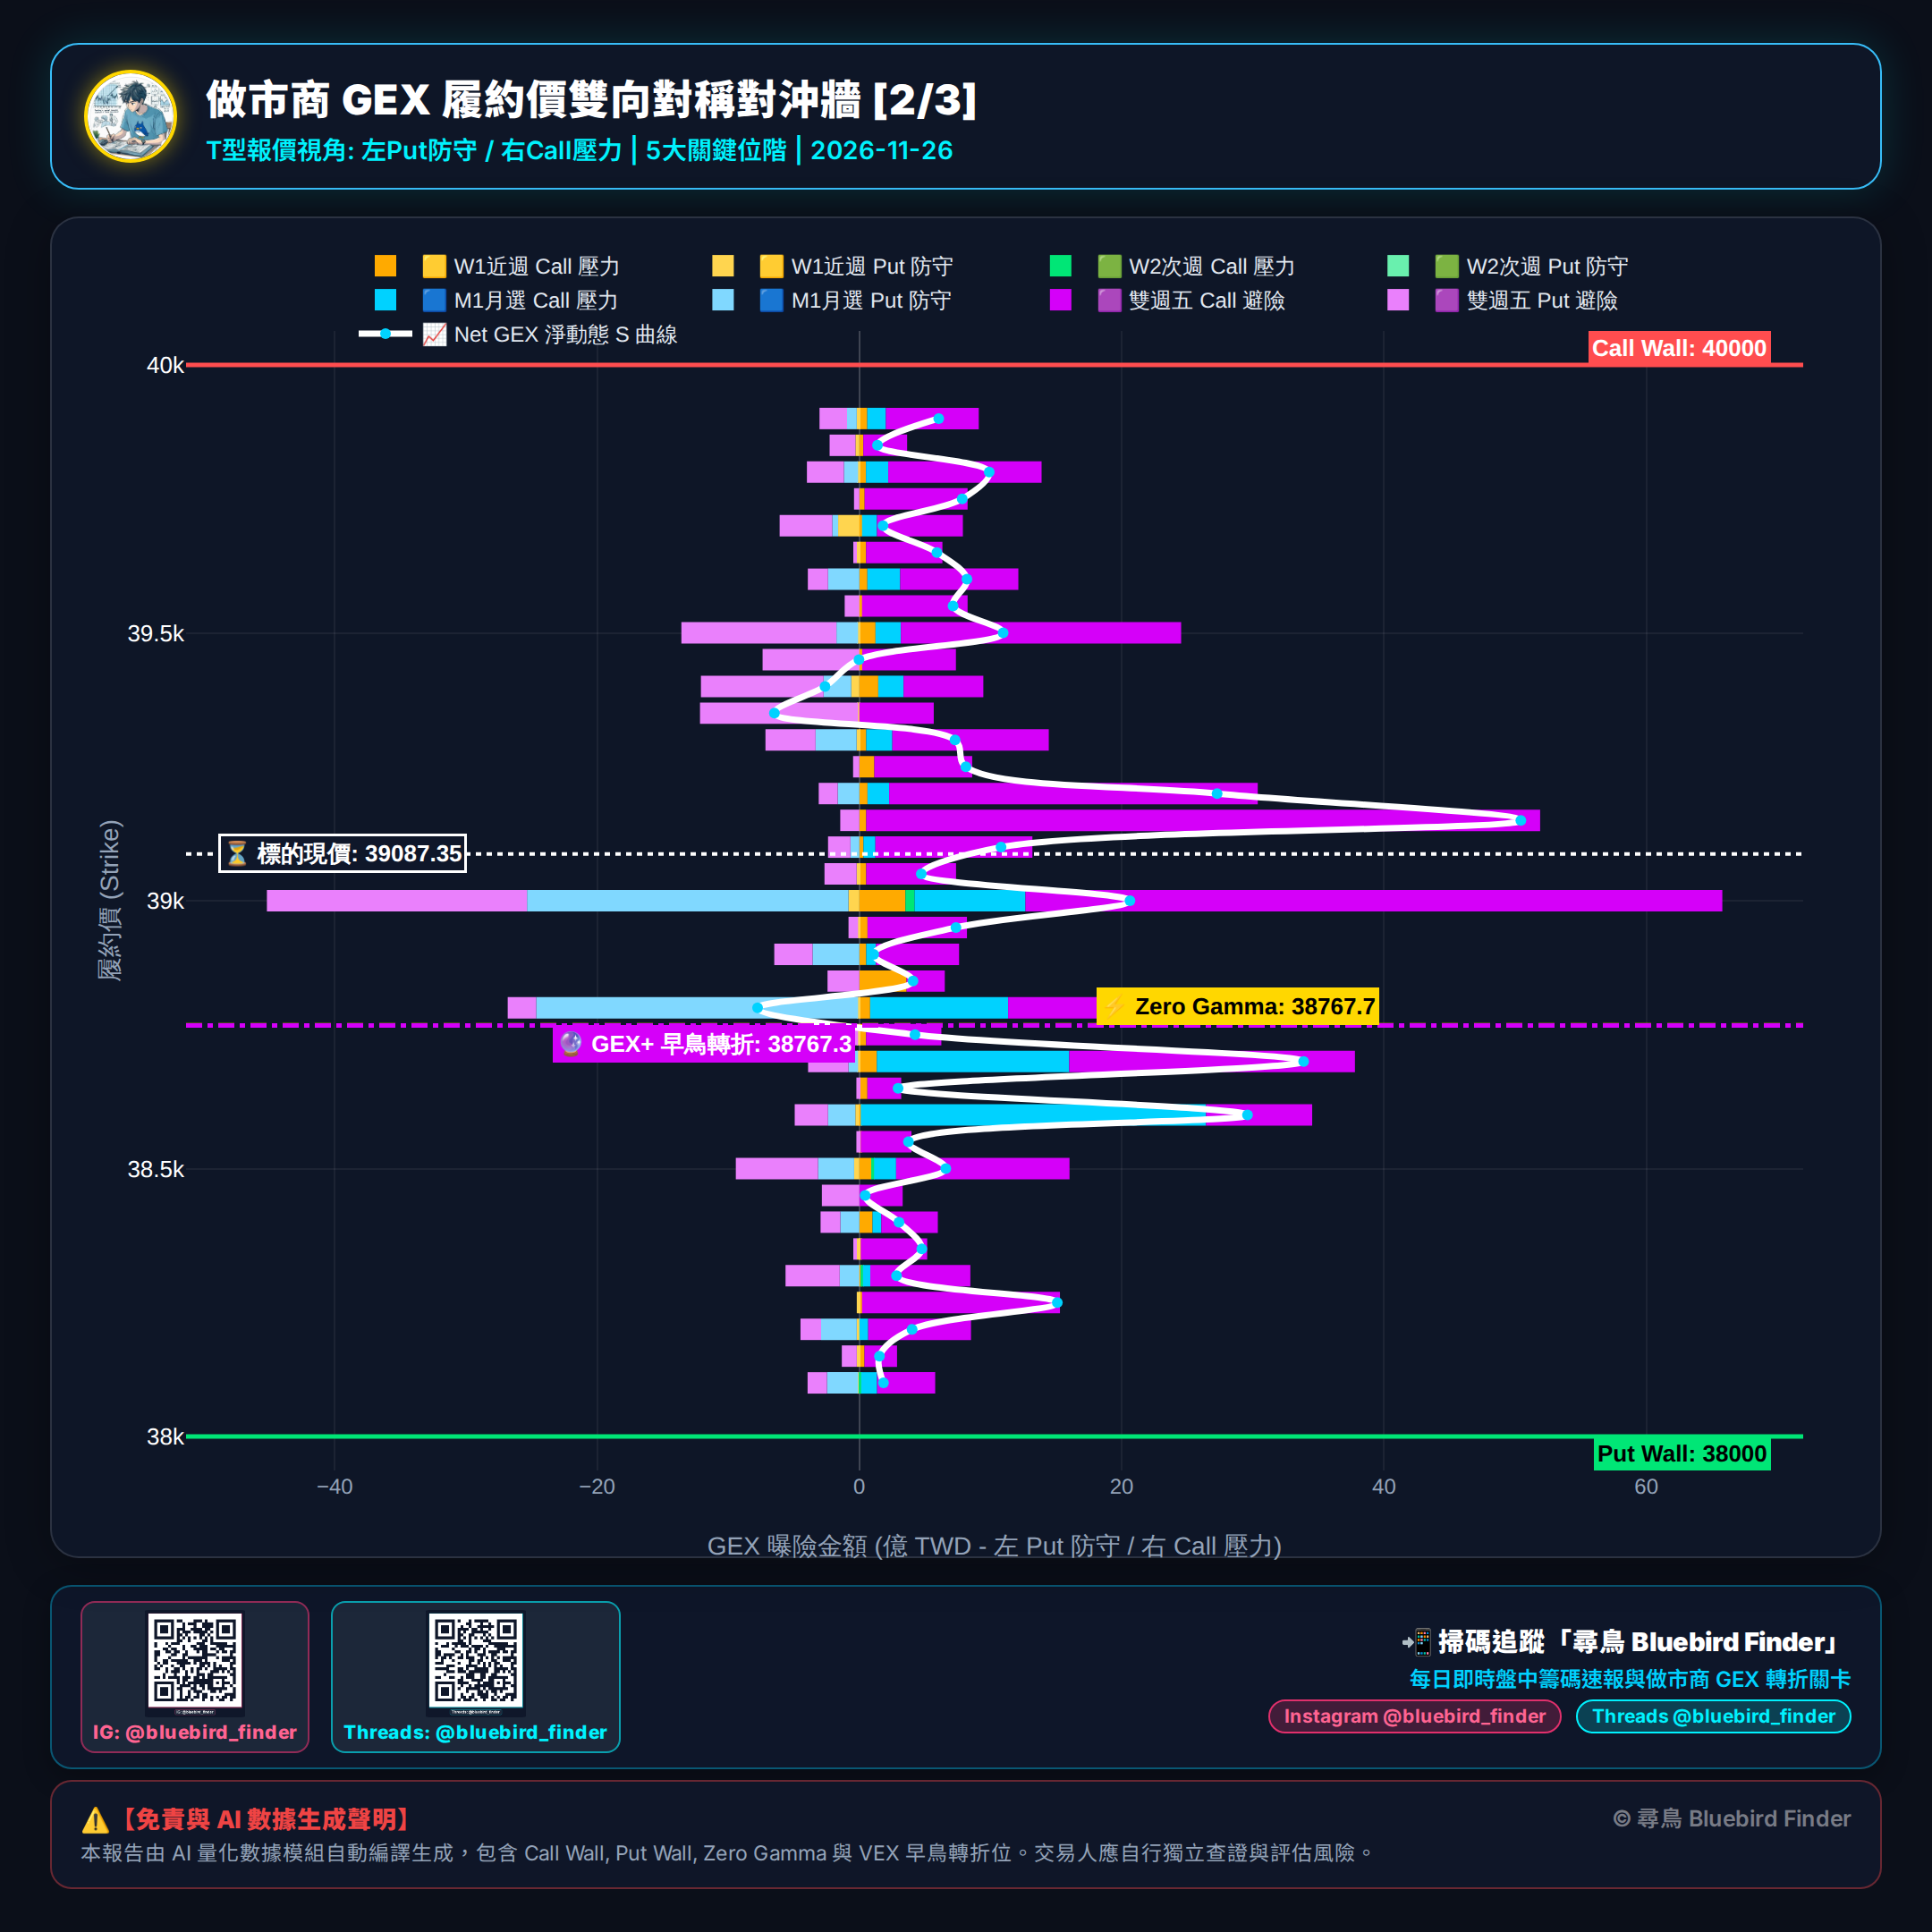 做市商 GEX 履約價雙向對稱對沖牆 [2/3]
T型報價視角: 左Put防守 / 右Call壓力 | 5大關鍵位階 | 2026-11-26
W1近週 Call 壓力
W1近週 Put 防守
W2次週 Call 壓力
W2次週 Put 防守
M1月選 Call 壓力
M1月選 Put 防守
雙週五 Call 避險
雙週五 Put 避險
Net GEX 淨動態 S 曲線
Call Wall: 40000
40k
39.5k
標的現價: 39087.35
39k
履約價 (Strike)
Zero Gamma: 38767.7
GEX+ 早鳥轉折: 38767.3
38.5k
38k
Put Wall: 38000
−40
−20
0
20
40
60
GEX 曝險金額 (億 TWD - 左 Put 防守 / 右 Call 壓力)
IG: @bluebird_finder
Threads: @bluebird_finder
IG: @bluebird_finder
Threads: @bluebird_finder
掃碼追蹤「尋鳥 Bluebird Finder」
每日即時盤中籌碼速報與做市商 GEX 轉折關卡
Instagram @bluebird_finder
Threads @bluebird_finder
【免責與 AI 數據生成聲明】
© 尋鳥 Bluebird Finder
本報告由 AI 量化數據模組自動編譯生成，包含 Call Wall, Put Wall, Zero Gamma 與 VEX 早鳥轉折位。交易人應自行獨立查證與評估風險。